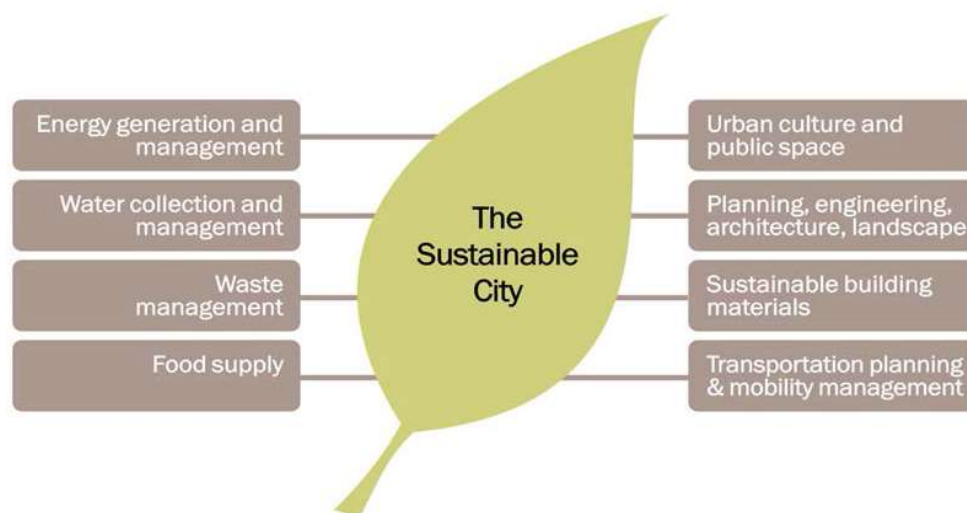 Energy generation and
management
Water collection and
management
Waste
management
Food supply
The
Sustainable
City
Urban culture and
public space
Planning, engineering,
architecture, landscape
Sustainable building
materials
Transportation planning
& mobility management